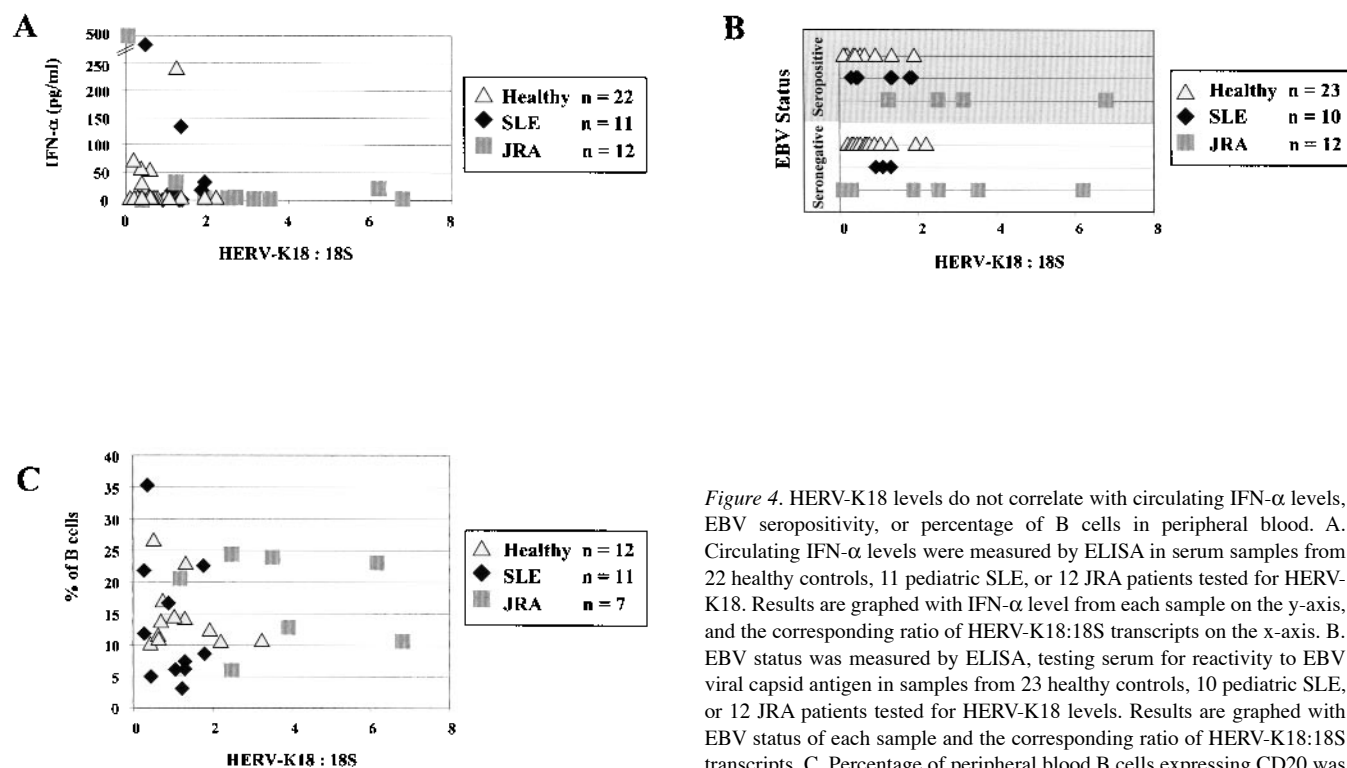 A
500
250
200
150
100
50
0
IFN-α (pg/ml)
0 2 4 6 8
HERV-K18 : 18S
Healthy n = 22
SLE n = 11
JRA n = 12
B
EBV Status
Seropositive
Seronegative
0 2 4 6 8
HERV-K18 : 18S
Healthy n = 23
SLE n = 10
JRA n = 12
C
40
35
30
25
20
15
10
5
0
% of B cells
0 2 4 6 8
HERV-K18 : 18S
Healthy n = 12
SLE n = 11
JRA n = 7
Figure 4. HERV-K18 levels do not correlate with circulating IFN-α levels,
EBV seropositivity, or percentage of B cells in peripheral blood. A.
Circulating IFN-α levels were measured by ELISA in serum samples from
22 healthy controls, 11 pediatric SLE, or 12 JRA patients tested for HERV-
K18. Results are graphed with IFN-α level from each sample on the y-axis,
and the corresponding ratio of HERV-K18:18S transcripts on the x-axis. B.
EBV status was measured by ELISA, testing serum for reactivity to EBV
viral capsid antigen in samples from 23 healthy controls, 10 pediatric SLE,
or 12 JRA patients tested for HERV-K18 levels. Results are graphed with
EBV status of each sample and the corresponding ratio of HERV-K18:18S
transcripts. C. Percentage of peripheral blood B cells expressing CD20 was